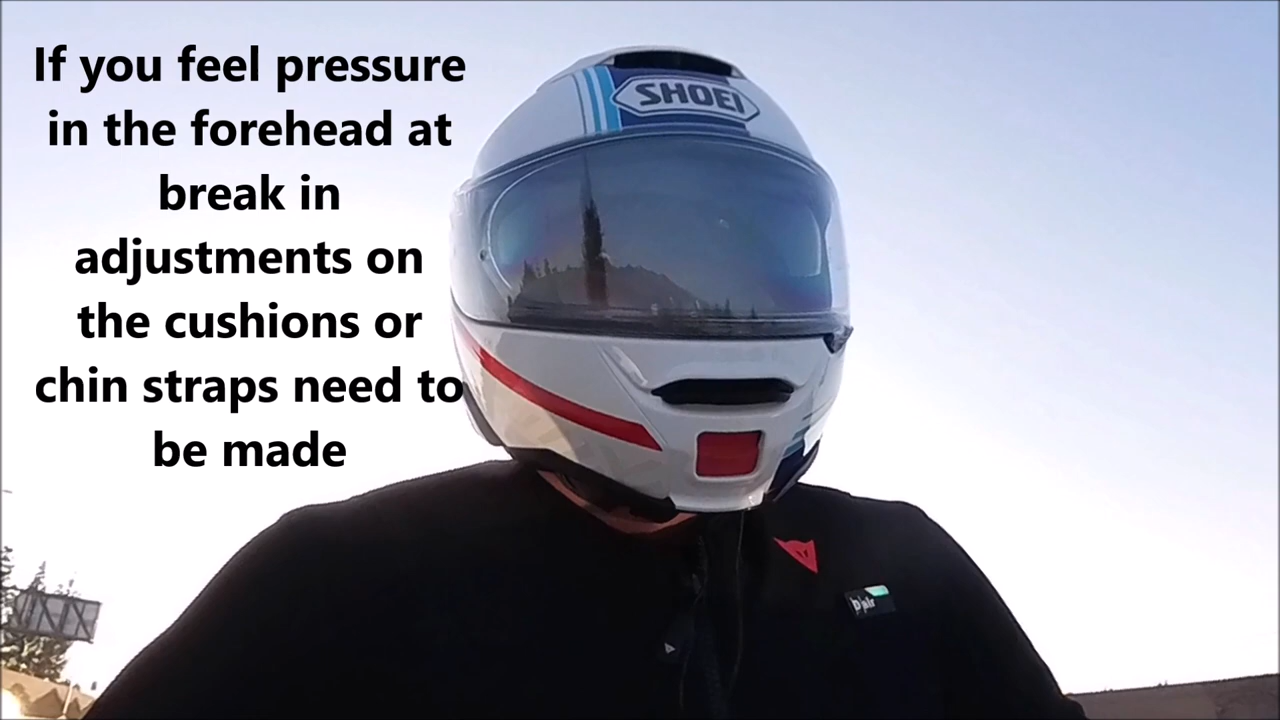 If you feel pressure
in the forehead at
break in
adjustments on
the cushions or
chin straps need to
be made
SHOEI
D|air